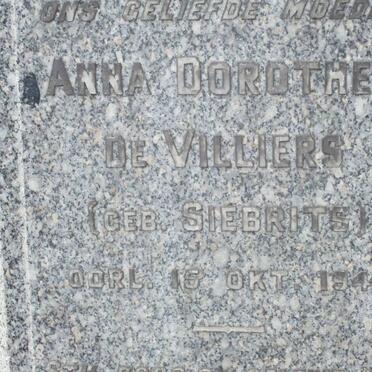 ONS GELIEFDE MOED
ANNA DOROTHE
DE VILLIERS
(GEB. SIEBRITS)
OORL. 15 OKT. 194